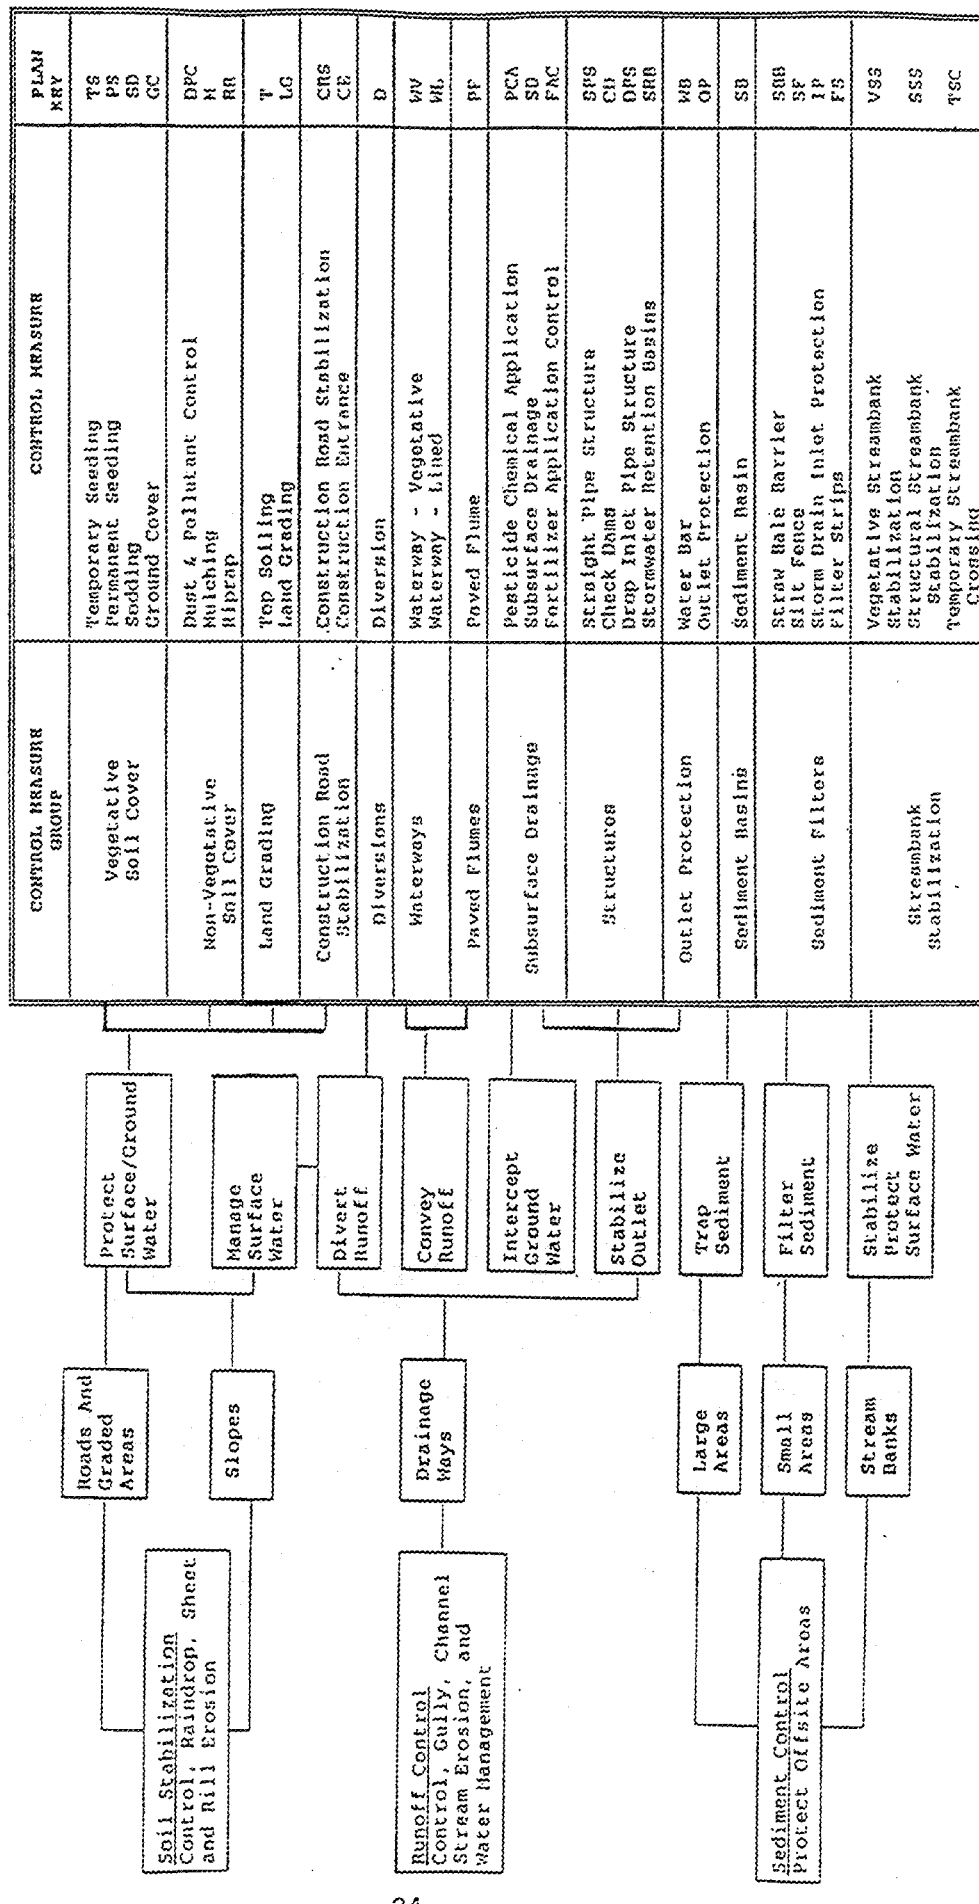 Soil Stabilization
Control, Raindrop, Sheet
and Rill Erosion
Runoff Control
Control, Gully, Channel
Stream Erosion, and
Water Management
Sediment Control
Protect Offsite Areas
Roads And
Graded
Areas
Slopes
Drainage
Ways
Large
Areas
Small
Areas
Stream
Banks
Protect
Surface/Ground
Water
Manage
Surface
Water
Divert
Runoff
Convey
Runoff
Intercept
Ground
Water
Stabilize
Outlet
Trap
Sediment
Filter
Sediment
Stabilize
Protect
Surface Water
CONTROL MEASURE
GROUP
CONTROL MEASURE
PLAN
KEY
Vegetative
Soil Cover
Temporary Seeding TS
Permanent Seeding PS
Sodding SD
Ground Cover GC
Non-Vegetative
Soil Cover
Dust & Pollutant Control DPC
Mulching M
Riprap RR
Land Grading
Top Soiling T
Land Grading LG
Construction Road
Stabilization
Construction Road Stabilization CRS
Construction Entrance CE
Diversions
Diversion D
Waterways
Waterway - Vegetative WV
Waterway - Lined WL
Paved Flumes
Paved Flume PF
Subsurface Drainage
Pesticide Chemical Application PCA
Subsurface Drainage SD
Fertilizer Application Control FAC
Structures
Straight Pipe Structure SPS
Check Dams CD
Drop Inlet Pipe Structure DPS
Stormwater Retention Basins SRB
Outlet Protection
Water Bar WB
Outlet Protection OP
Sediment Basins
Sediment Basin SB
Sediment Filters
Straw Bale Barrier SBB
Silt Fence SF
Storm Drain Inlet Protection IP
Filter Strips FS
Streambank
Stabilization
Vegetative Streambank VSS
Stabilization
Structural Streambank SSS
Stabilization
Temporary Streambank TSC
Crossing